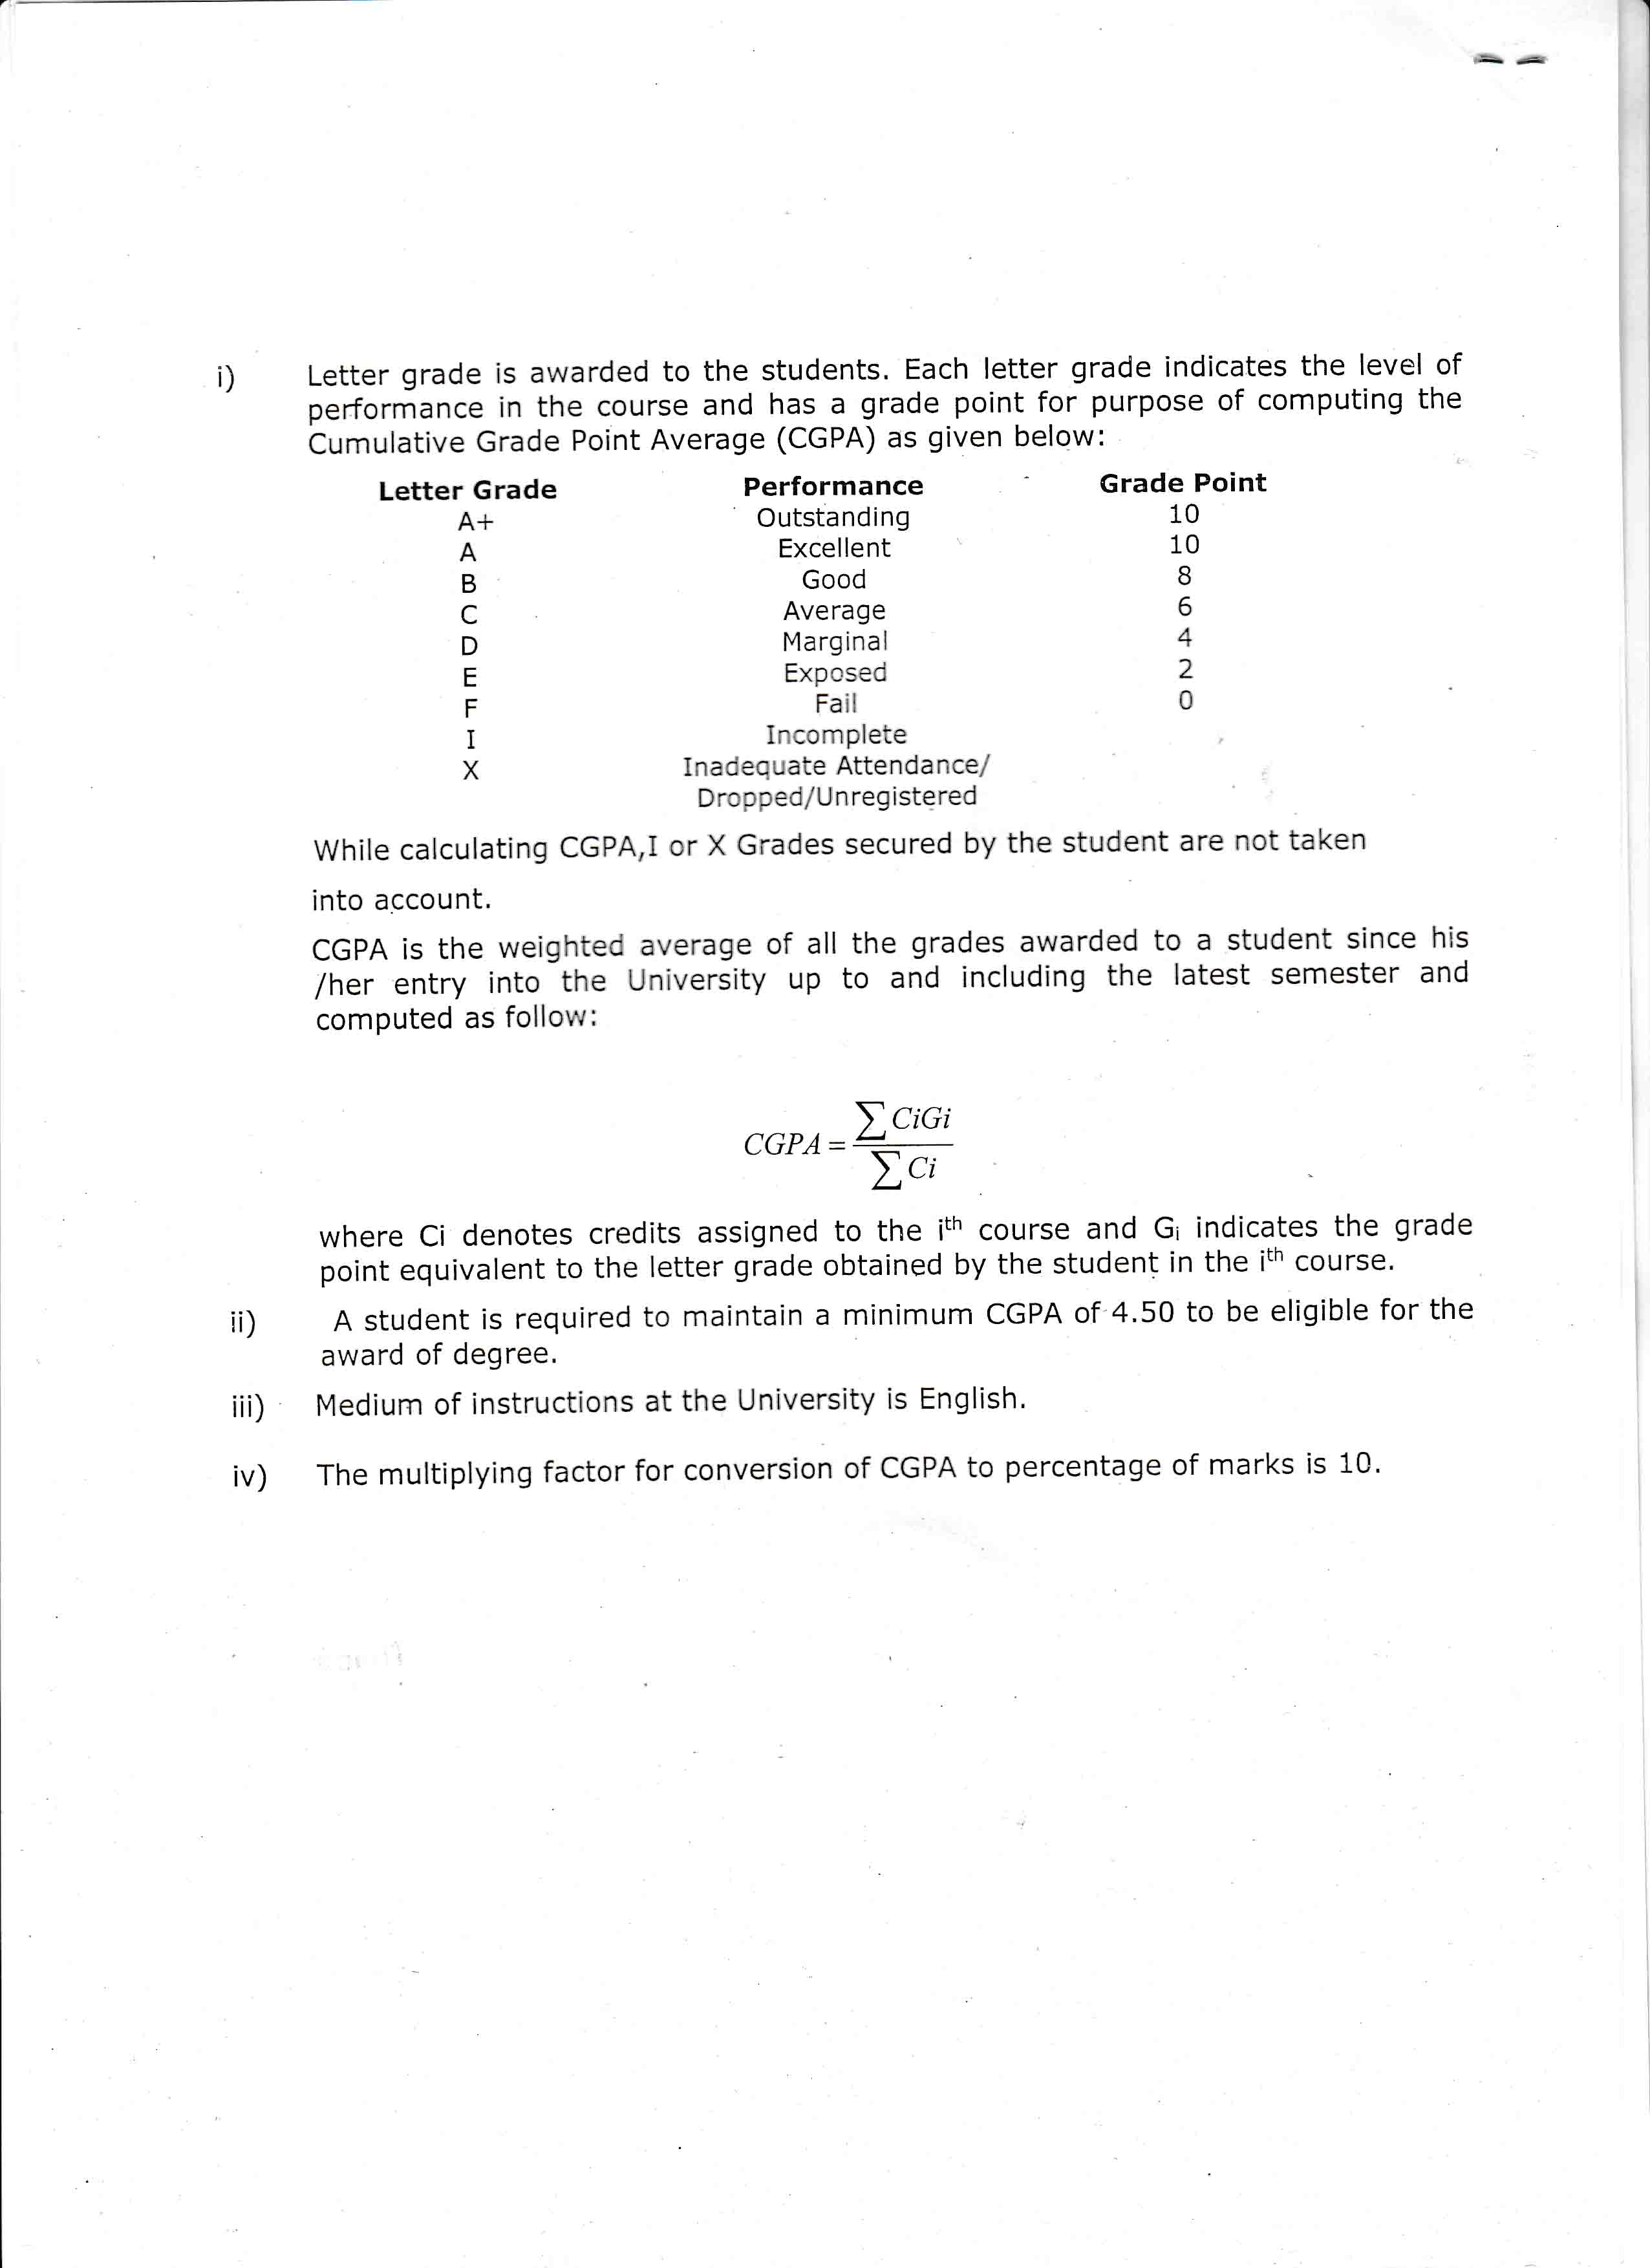 i) Letter grade is awarded to the students. Each letter grade indicates the level of
performance in the course and has a grade point for purpose of computing the
Cumulative Grade Point Average (CGPA) as given below:
Letter Grade Performance Grade Point
A+ Outstanding 10
A Excellent 10
B Good 8
C Average 6
D Marginal 4
E Exposed 2
F Fail 0
I Incomplete
X Inadequate Attendance/
Dropped/Unregistered
While calculating CGPA,I or X Grades secured by the student are not taken
into account.
CGPA is the weighted average of all the grades awarded to a student since his
/her entry into the University up to and including the latest semester and
computed as follow:
CGPA = ∑CiGi / ∑Ci
where Ci denotes credits assigned to the iᵗʰ course and Gᵢ indicates the grade
point equivalent to the letter grade obtained by the student in the iᵗʰ course.
ii) A student is required to maintain a minimum CGPA of 4.50 to be eligible for the
award of degree.
iii) Medium of instructions at the University is English.
iv) The multiplying factor for conversion of CGPA to percentage of marks is 10.